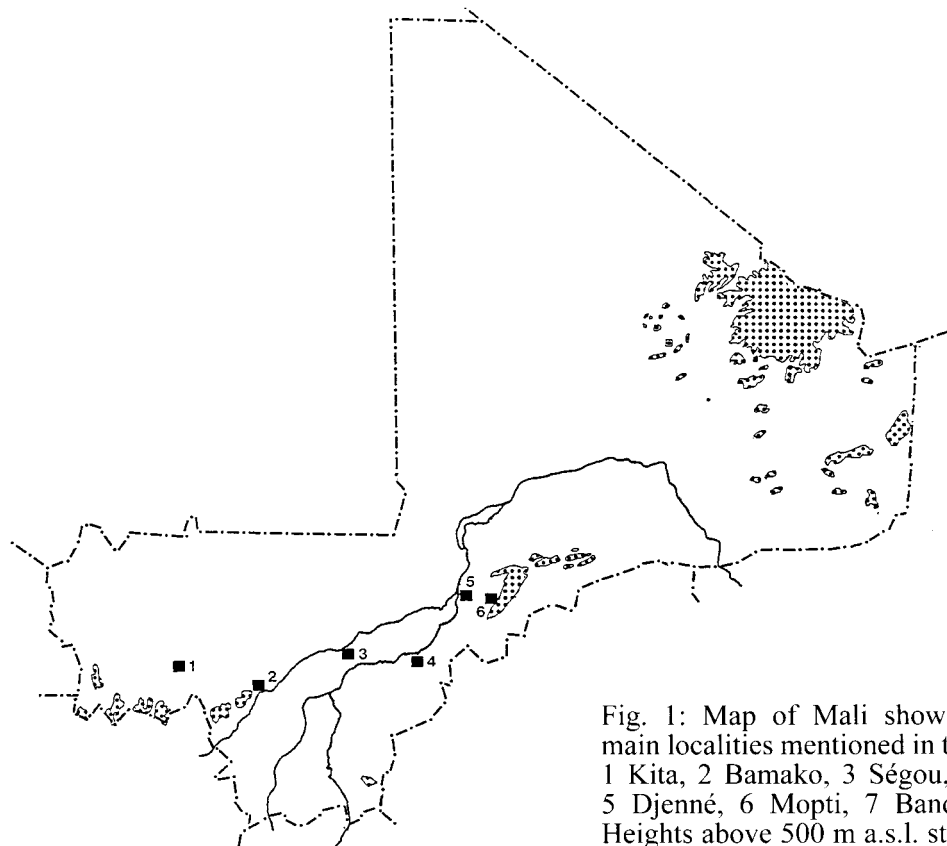 5
6
1
2
3
4
Fig. 1: Map of Mali show
main localities mentioned in t
1 Kita, 2 Bamako, 3 Ségou,
5 Djenné, 6 Mopti, 7 Band
Heights above 500 m a.s.l. st